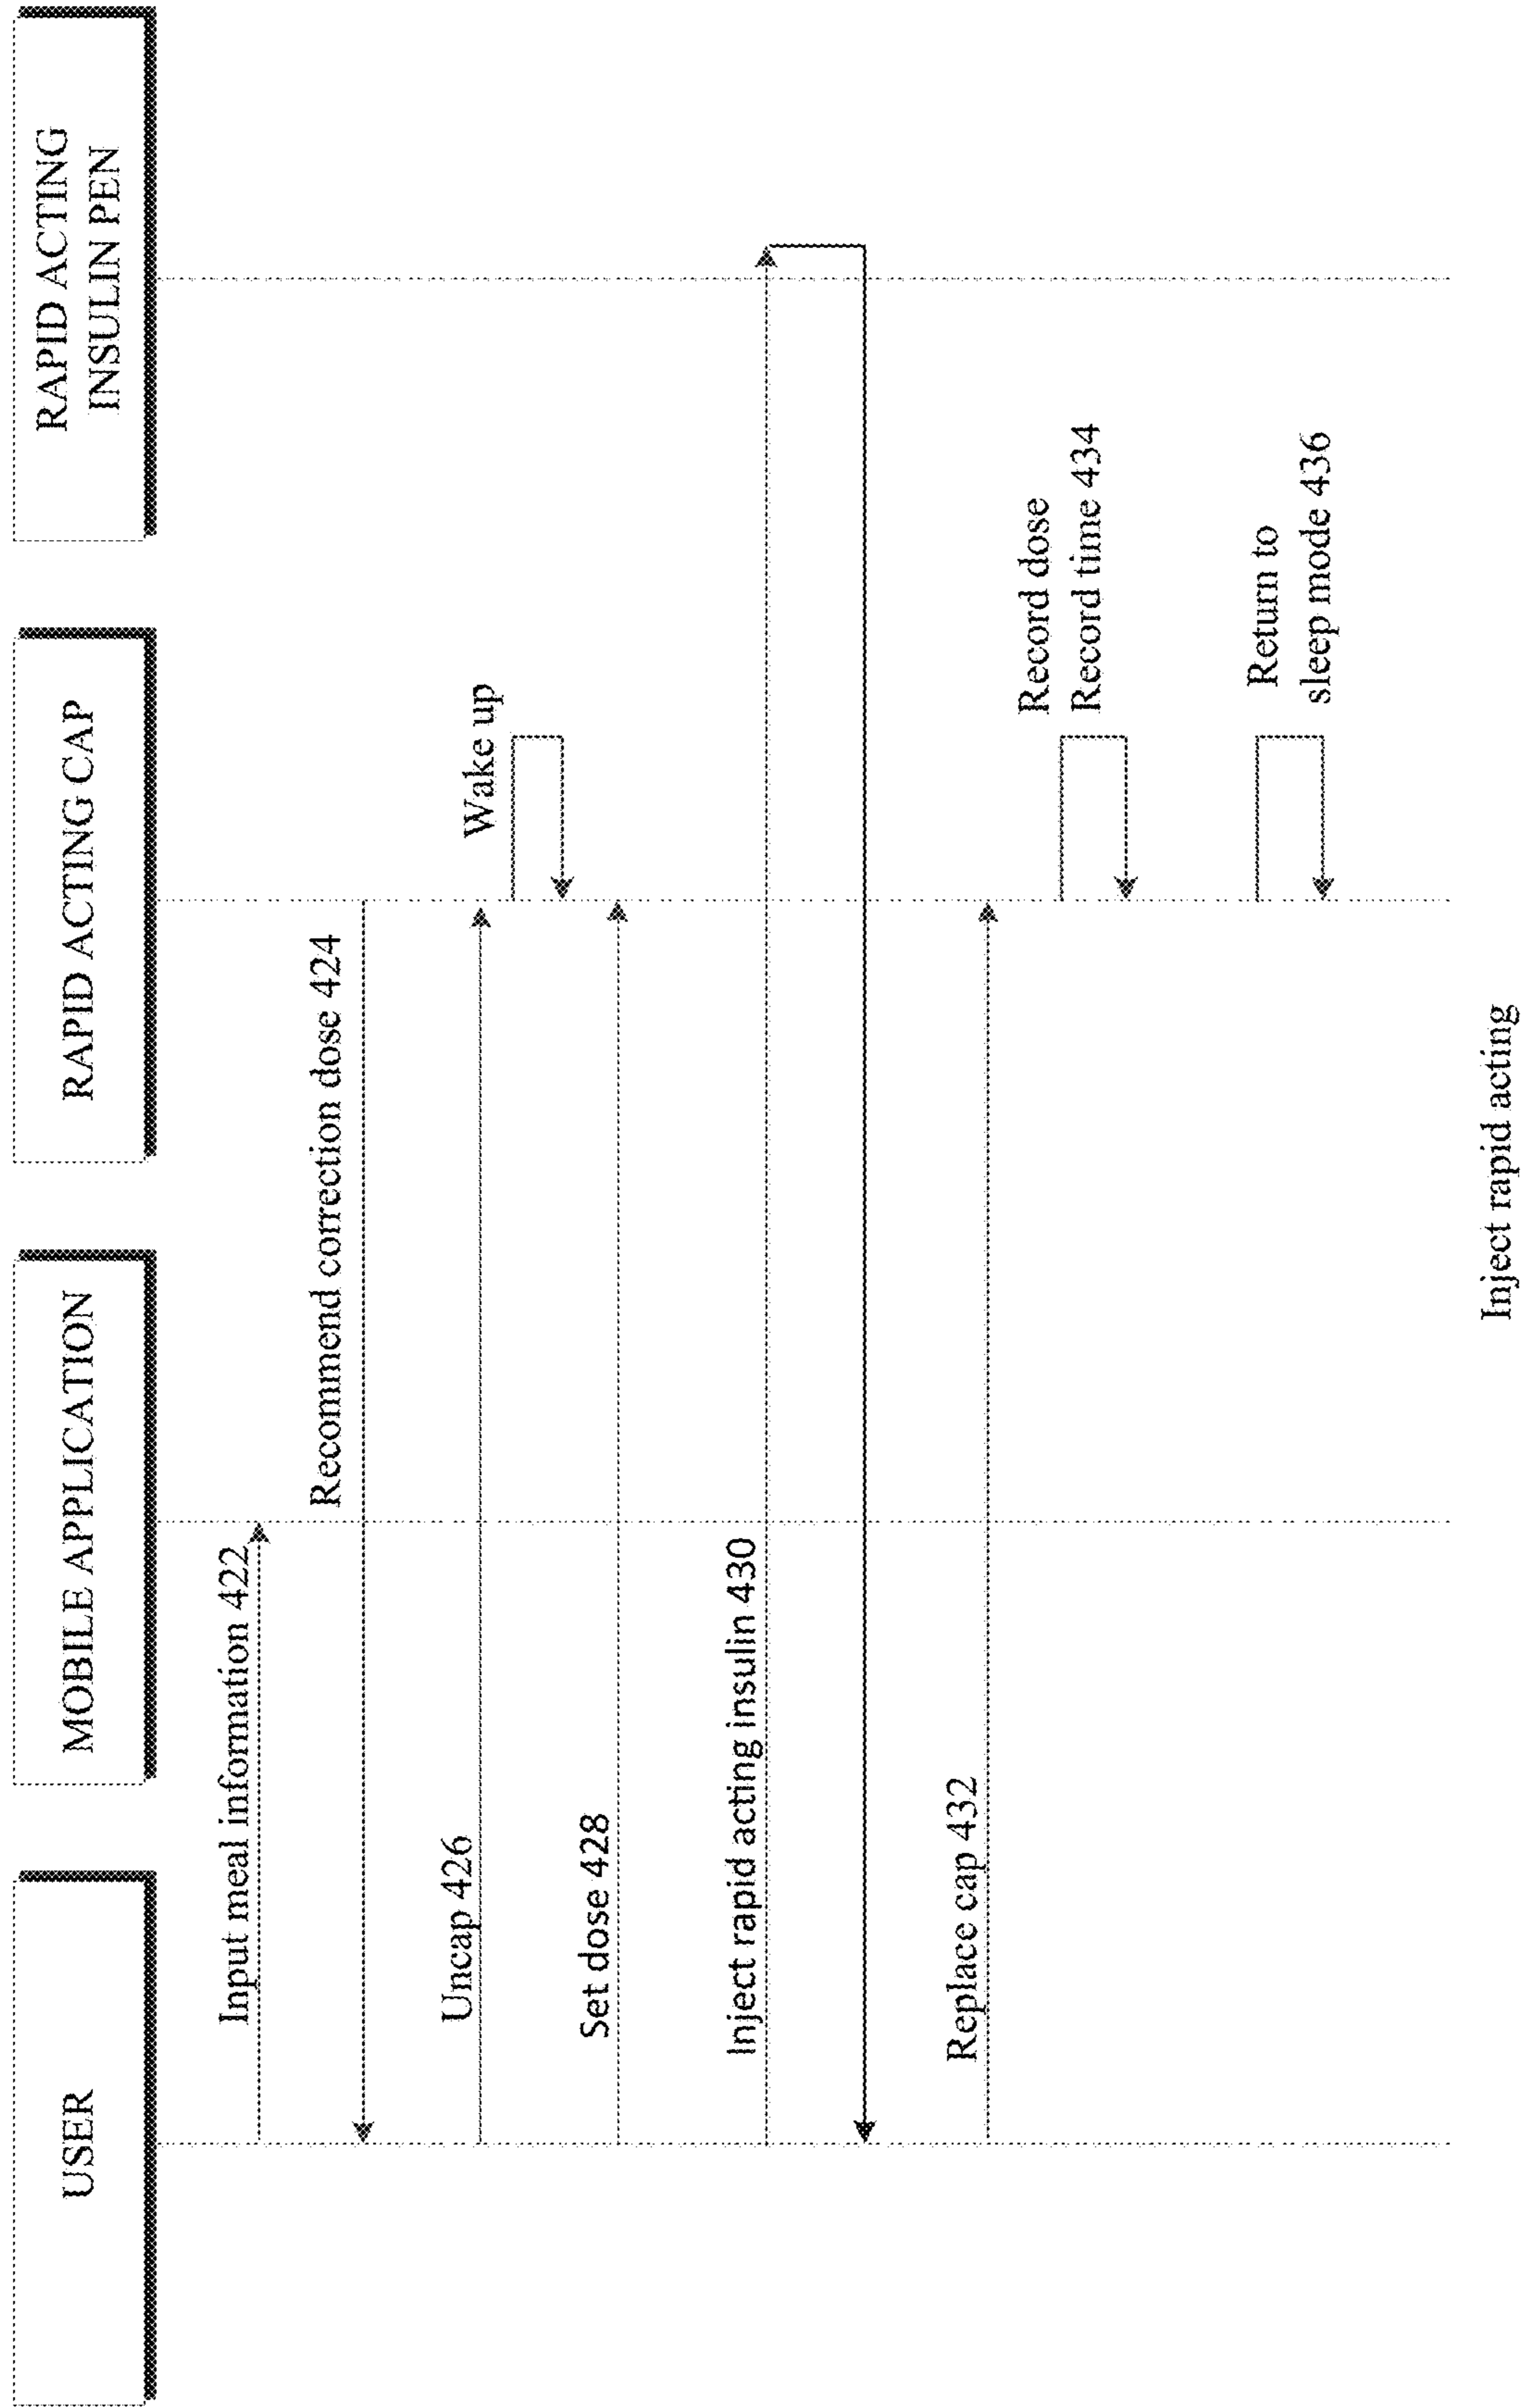 USER
MOBILE APPLICATION
RAPID ACTING CAP
RAPID ACTING
INSULIN PEN
Input meal information 422
Recommend correction dose 424
Uncap 426
Wake up
Set dose 428
Inject rapid acting insulin 430
Replace cap 432
Record dose
Record time 434
Return to
sleep mode 436
Inject rapid acting